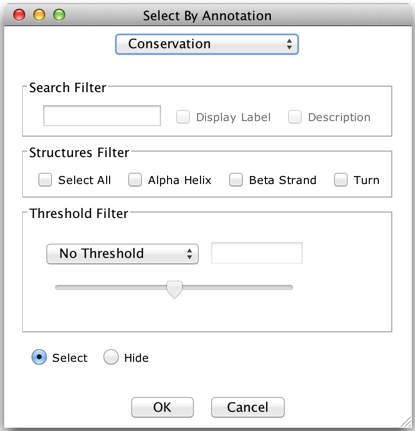 Select By Annotation
Conservation
Search Filter
Display Label Description
Structures Filter
Select All Alpha Helix Beta Strand Turn
Threshold Filter
No Threshold
Select Hide
OK Cancel